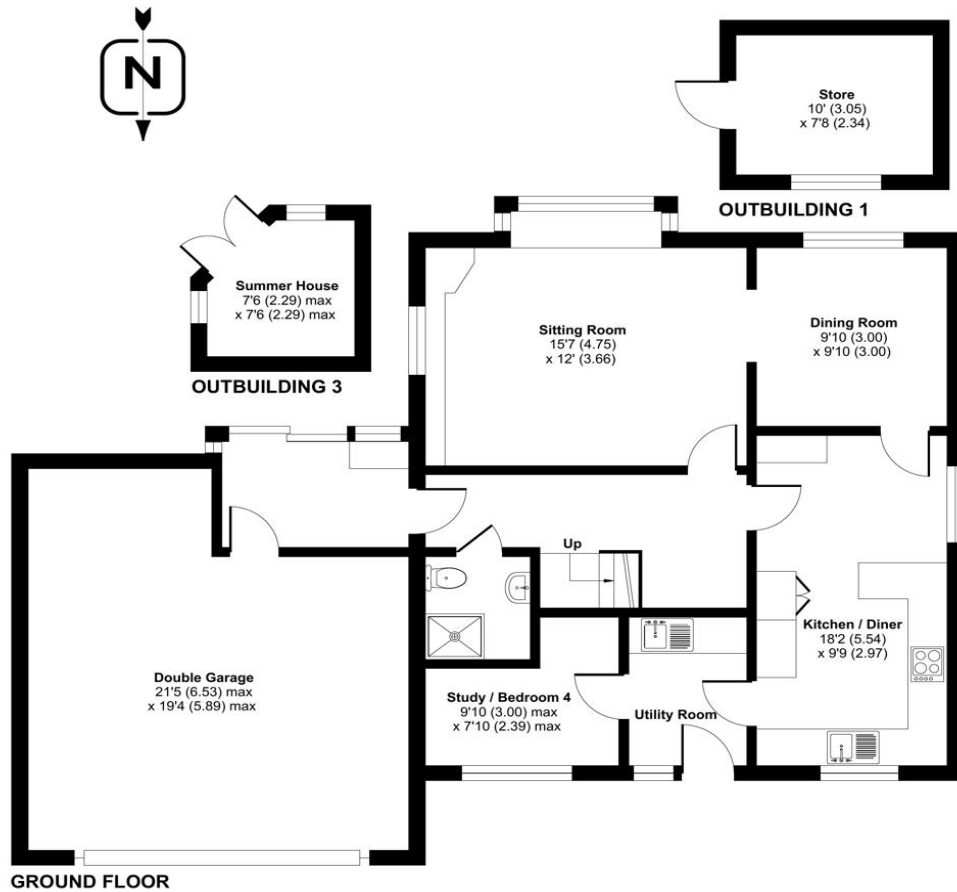 N
Store
10' (3.05)
x 7'8 (2.34)
OUTBUILDING 1
Summer House
7'6 (2.29) max
x 7'6 (2.29) max
OUTBUILDING 3
Sitting Room
15'7 (4.75)
x 12' (3.66)
Dining Room
9'10 (3.00)
x 9'10 (3.00)
Up
Kitchen / Diner
18'2 (5.54)
x 9'9 (2.97)
Double Garage
21'5 (6.53) max
x 19'4 (5.89) max
Study / Bedroom 4
9'10 (3.00) max
x 7'10 (2.39) max
Utility Room
GROUND FLOOR